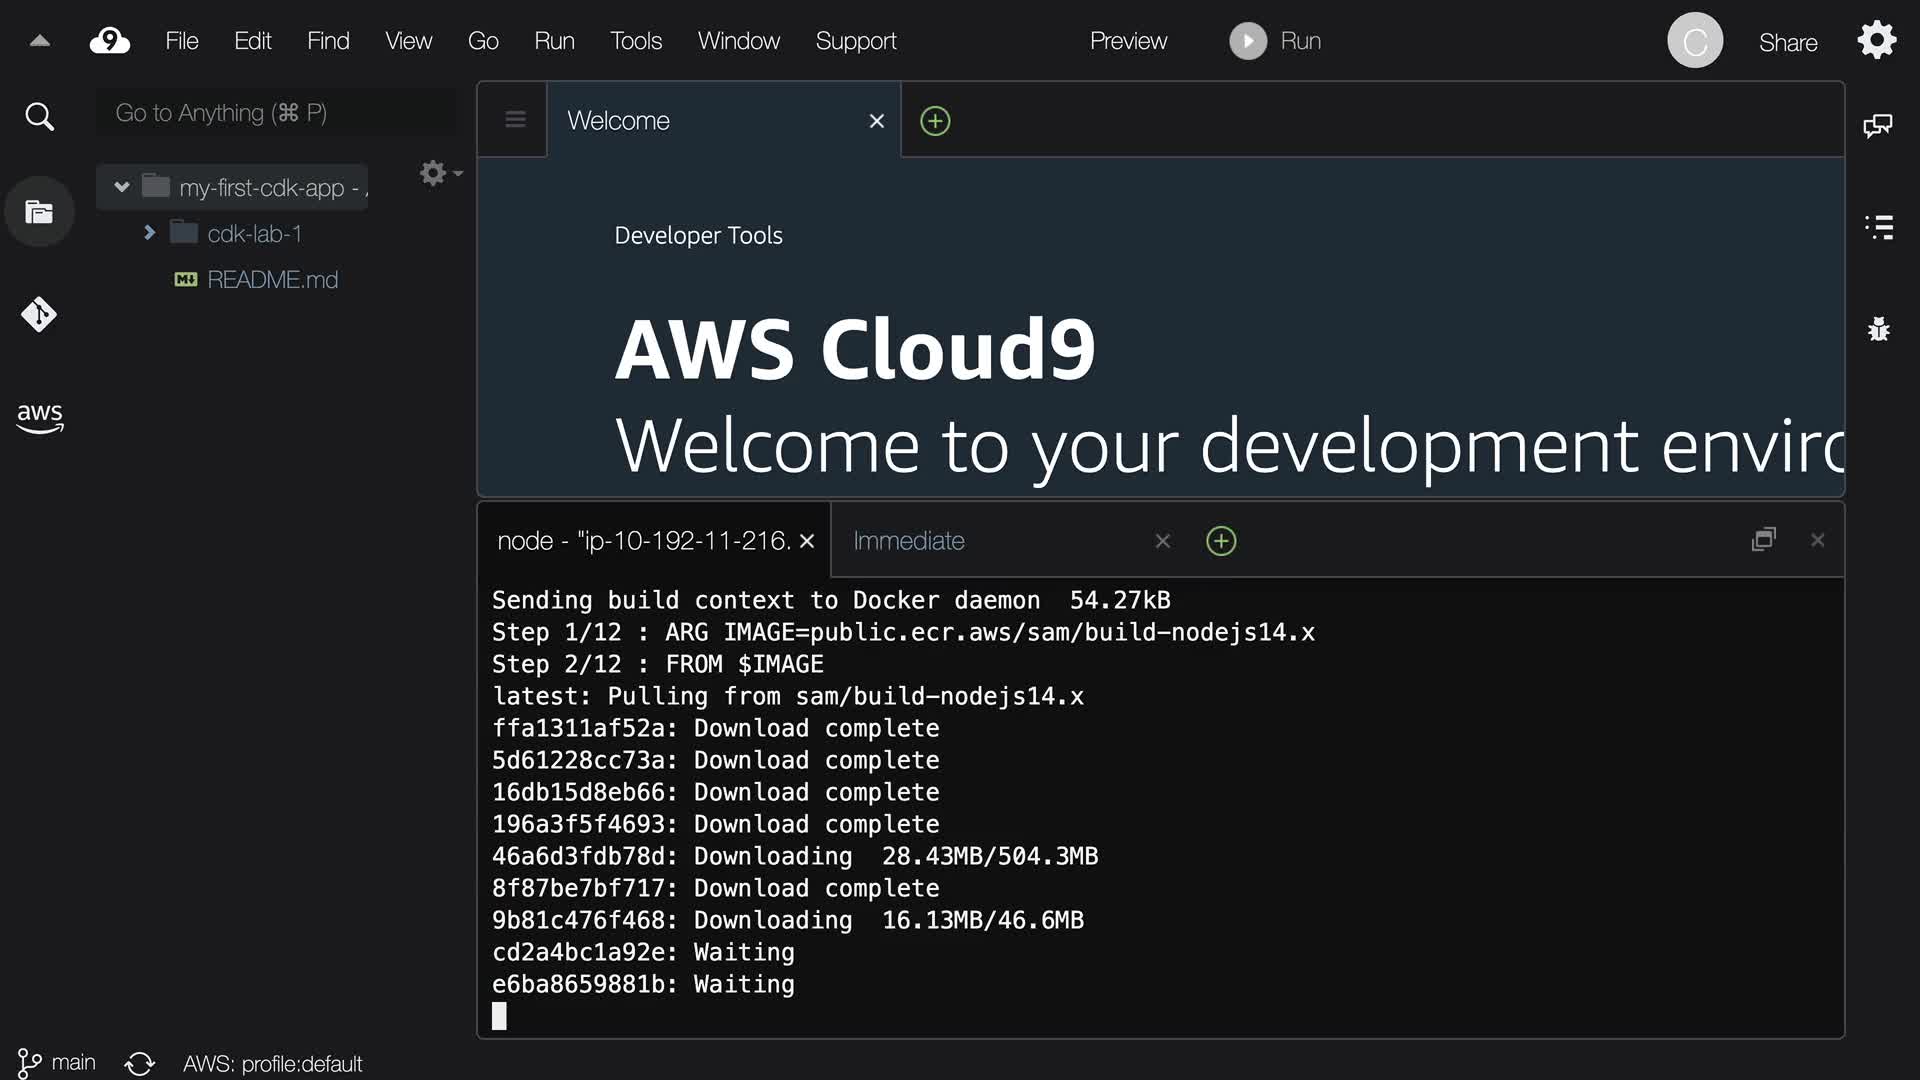 9 File Edit Find View Go Run Tools Window Support Preview Run C Share
Go to Anything (⌘ P)
my-first-cdk-app - /
cdk-lab-1
README.md
aws
Welcome
Developer Tools
AWS Cloud9
Welcome to your development enviro
node - "ip-10-192-11-216. Immediate
Sending build context to Docker daemon  54.27kB
Step 1/12 : ARG IMAGE=public.ecr.aws/sam/build-nodejs14.x
Step 2/12 : FROM $IMAGE
latest: Pulling from sam/build-nodejs14.x
ffa1311af52a: Download complete
5d61228cc73a: Download complete
16db15d8eb66: Download complete
196a3f5f4693: Download complete
46a6d3fdb78d: Downloading  28.43MB/504.3MB
8f87be7bf717: Download complete
9b81c476f468: Downloading  16.13MB/46.6MB
cd2a4bc1a92e: Waiting
e6ba8659881b: Waiting
main AWS: profile:default